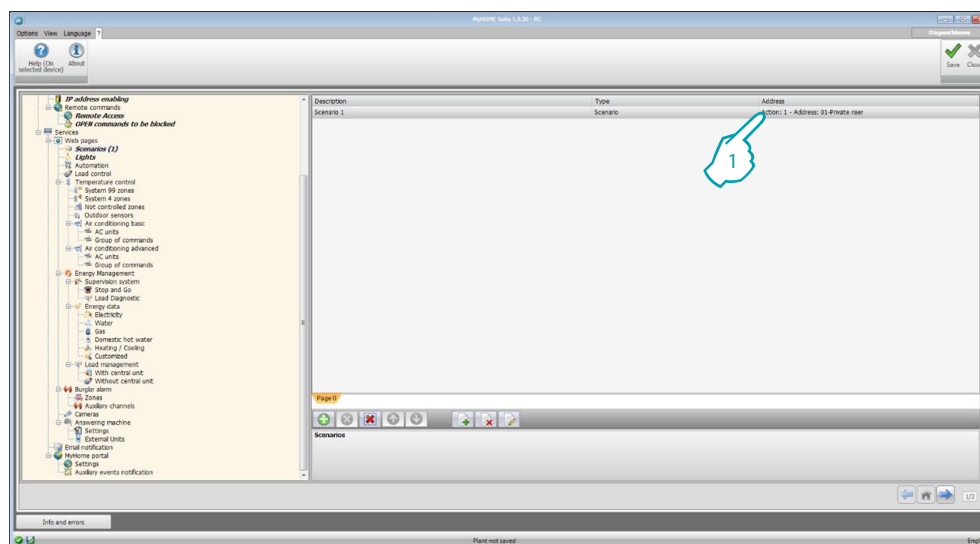 MyHOME Suite 1.0.30 - RC
Options View Language ?
Help (On selected device)
About
Save
IP address enabling
Remote commands
Remote Access
OPEN commands to be blocked
Services
Web pages
Scenarios (1)
Lights
Automation
Load control
Temperature control
System 99 zones
System 4 zones
Not controlled zones
Outdoor sensors
Air conditioning basic
AC units
Group of commands
Air conditioning advanced
AC units
Group of commands
Energy Management
Supervision system
Stop and Go
Load Diagnostic
Energy data
Electricity
Water
Gas
Domestic hot water
Heating / Cooling
Customized
Load management
With central unit
Without central unit
Burglar alarm
Zones
Auxiliary channels
Cameras
Answering machine
Settings
External Units
Email notification
MyHome portal
Settings
Auxiliary events notification
Description Type Address
Scenario 1 Scenario Action: 1 - Address: 01-Private riser
1
Page 0
Scenarios
1/2
Info and errors
Plant not saved